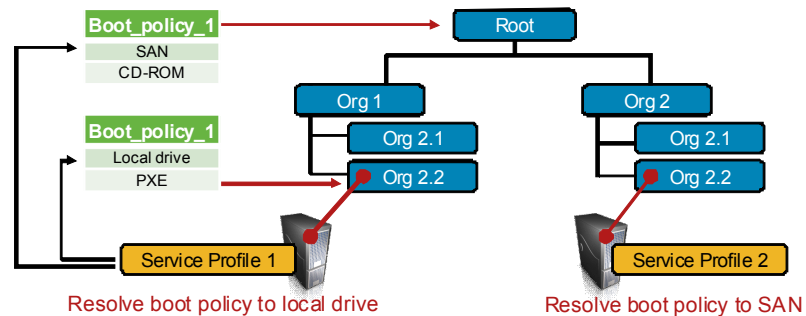 Boot_policy_1
SAN
CD-ROM
Root
Org 1
Org 2
Boot_policy_1
Local drive
PXE
Org 2.1
Org 2.2
Org 2.1
Org 2.2
Service Profile 1
Service Profile 2
Resolve boot policy to local drive
Resolve boot policy to SAN